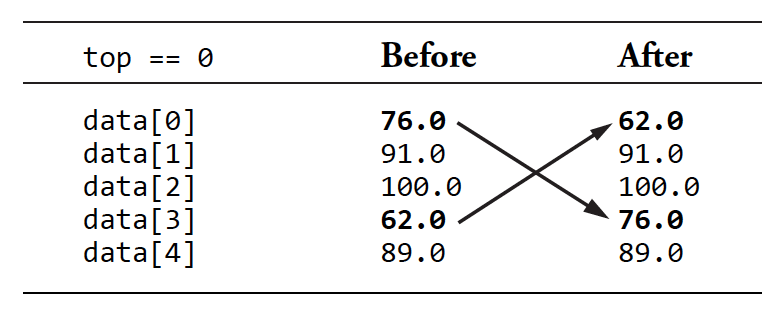 top == 0 Before After
data[0] 76.0 62.0
data[1] 91.0 91.0
data[2] 100.0 100.0
data[3] 62.0 76.0
data[4] 89.0 89.0